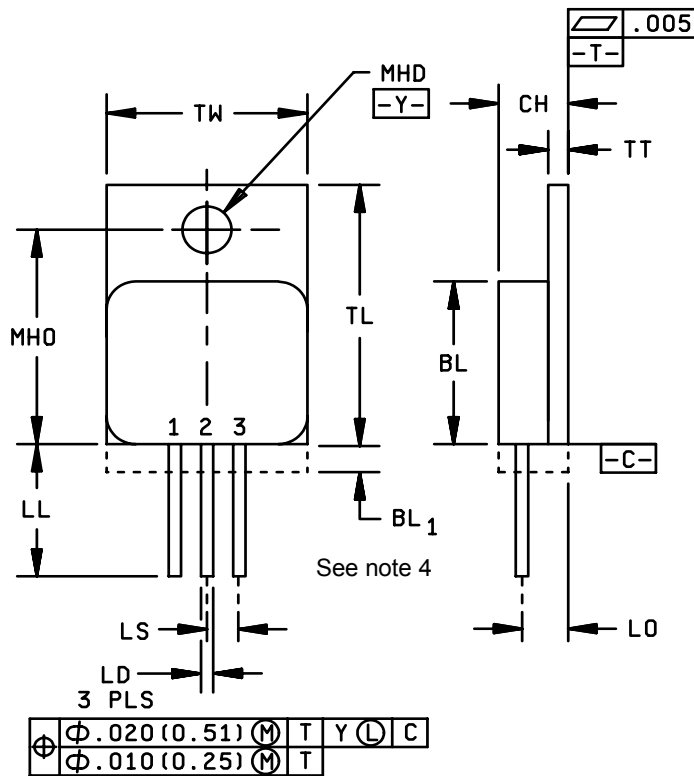 ▱ .005
-T-
MHD
-Y-
CH
TW
TT
MHO
TL
BL
1 2 3
-C-
LL
BL1
See note 4
LS
LO
LD
3 PLS
⌖ ⌀.020(0.51) Ⓜ T Y Ⓛ C
⌀.010(0.25) Ⓜ T